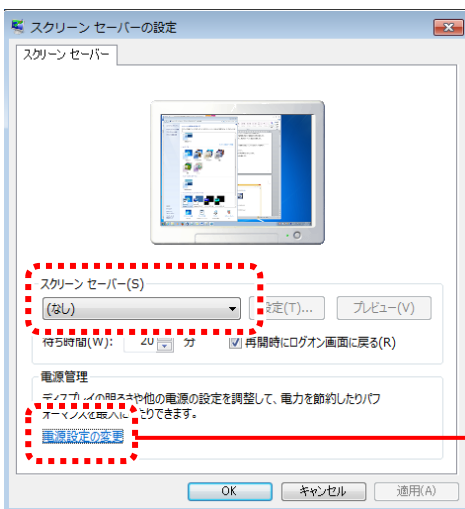 スクリーン セーバーの設定
スクリーン セーバー
スクリーン セーバー(S)
(なし)
設定(T)...
プレビュー(V)
待ち時間(W): 20 分
再開時にログオン画面に戻る(R)
電源管理
ディスプレイの明るさや他の電源の設定を調整して、電力を節約したりパフ
ォーマンスを最大にしたりできます。
電源設定の変更
OK
キャンセル
適用(A)